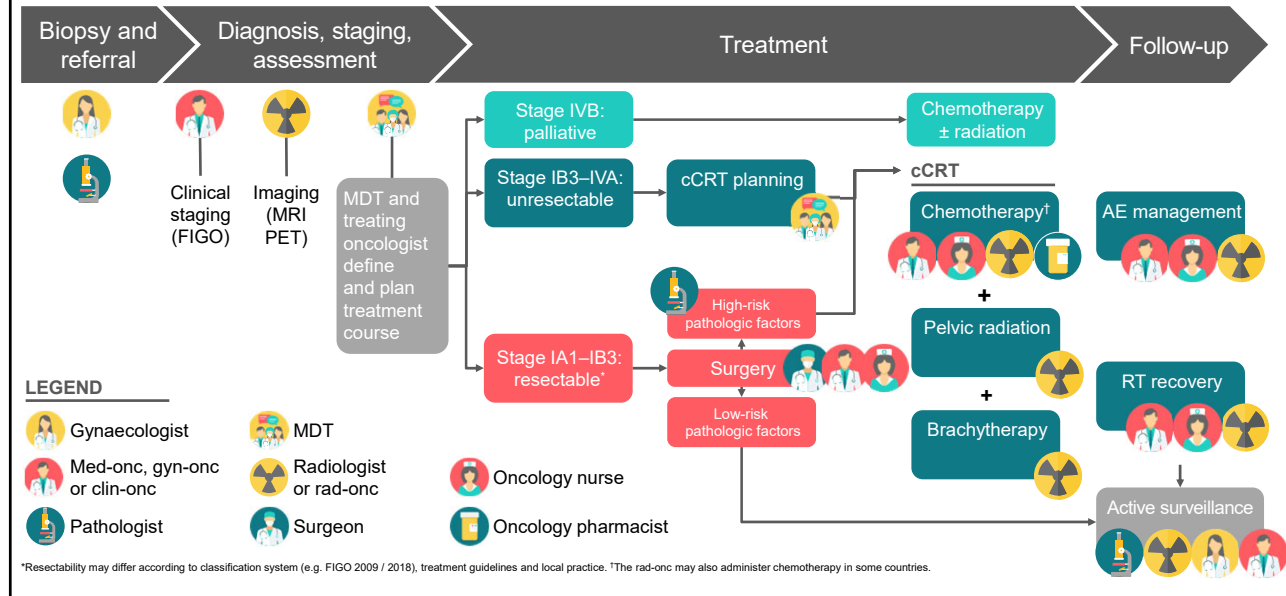 Biopsy and
referral
Diagnosis, staging,
assessment
Treatment
Follow-up
Clinical
staging
(FIGO)
Imaging
(MRI
PET)
MDT and
treating
oncologist
define
and plan
treatment
course
Stage IVB:
palliative
Chemotherapy
± radiation
Stage IB3–IVA:
unresectable
cCRT planning
cCRT
Chemotherapy†
+
Pelvic radiation
+
Brachytherapy
AE management
High-risk
pathologic factors
Stage IA1–IB3:
resectable*
Surgery
Low-risk
pathologic factors
RT recovery
Active surveillance
LEGEND
Gynaecologist
Med-onc, gyn-onc
or clin-onc
Pathologist
MDT
Radiologist
or rad-onc
Surgeon
Oncology nurse
Oncology pharmacist
*Resectability may differ according to classification system (e.g. FIGO 2009 / 2018), treatment guidelines and local practice. †The rad-onc may also administer chemotherapy in some countries.